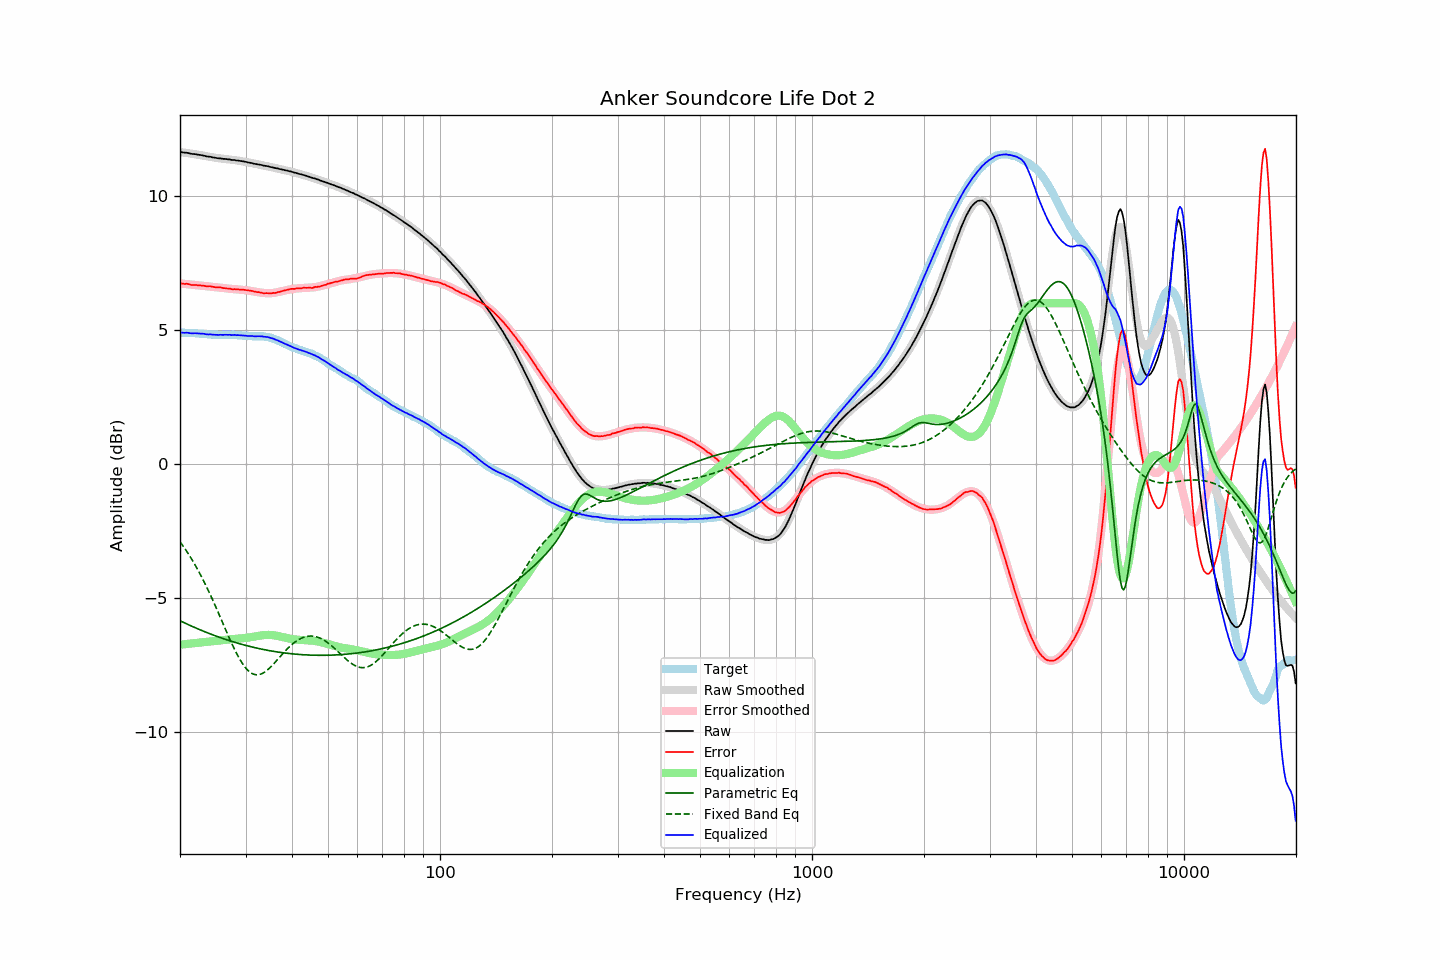 Anker Soundcore Life Dot 2
Amplitude (dBr)
10
5
0
−5
−10
Target
Raw Smoothed
Error Smoothed
Raw
Error
Equalization
Parametric Eq
Fixed Band Eq
Equalized
100
1000
10000
Frequency (Hz)